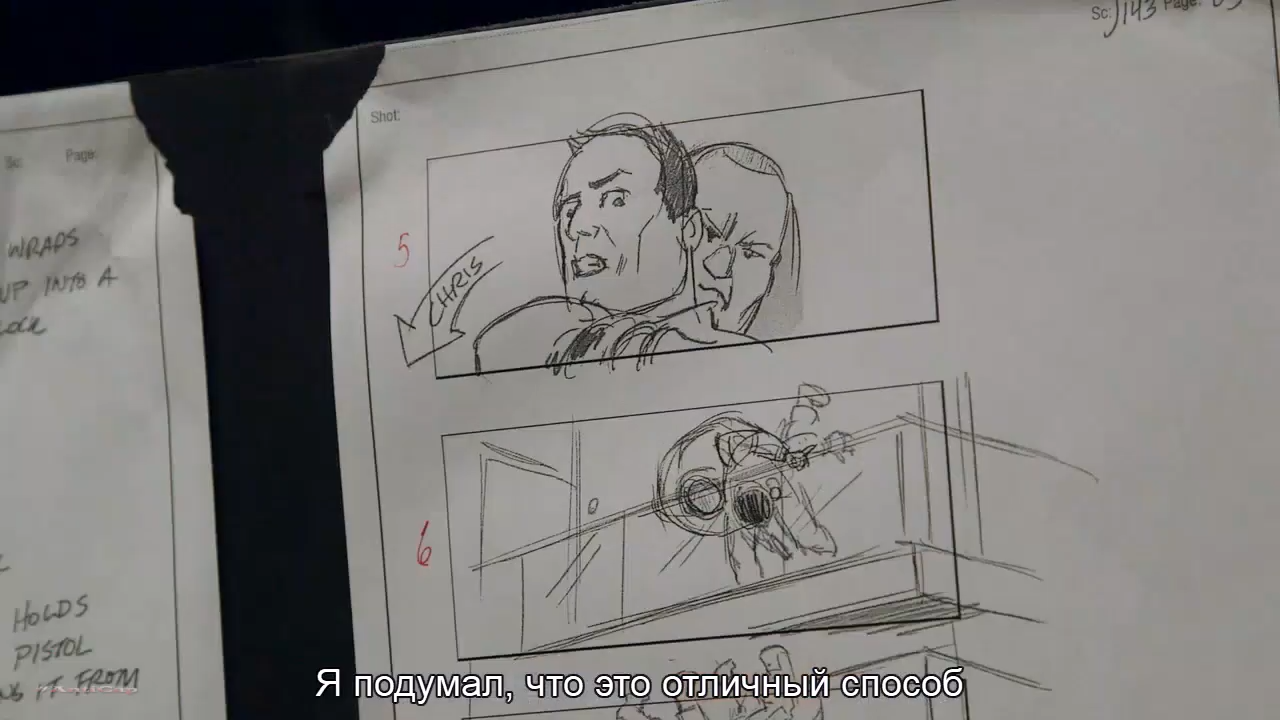 Sc: J143 Page:
Shot:
5
CHRIS
6
Sc: Page:
WRAPS
UP INTO A
LOCK
HOLDS
PISTOL
IT FROM
Я подумал, что это отличный способ